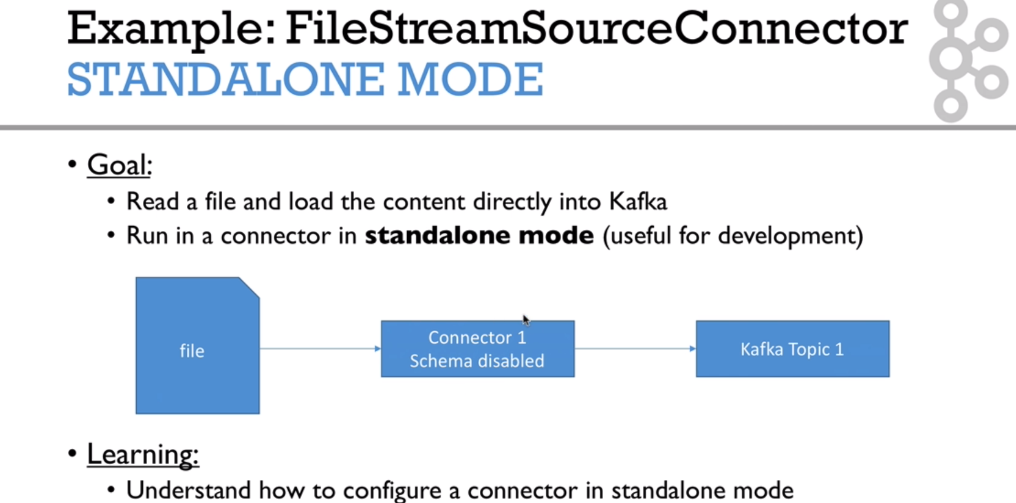 Example: FileStreamSourceConnector
STANDALONE MODE
• Goal:
• Read a file and load the content directly into Kafka
• Run in a connector in standalone mode (useful for development)
file
Connector 1
Schema disabled
Kafka Topic 1
• Learning:
• Understand how to configure a connector in standalone mode